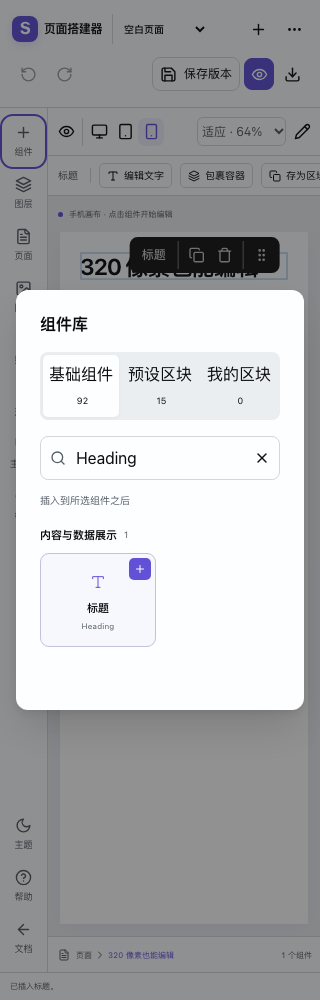 S 页面搭建器 空白页面
保存版本
组件 适应 · 64%
图层 标题 编辑文字 包裹容器 存为区块
手机画布 · 点击组件开始编辑
页面 标题
320 像素也能编辑
组件库
基础组件 预设区块 我的区块
92 15 0
Heading
插入到所选组件之后
内容与数据展示 1
标题
Heading
主题
帮助
文档
页面 320 像素也能编辑 1 个组件
已插入标题。